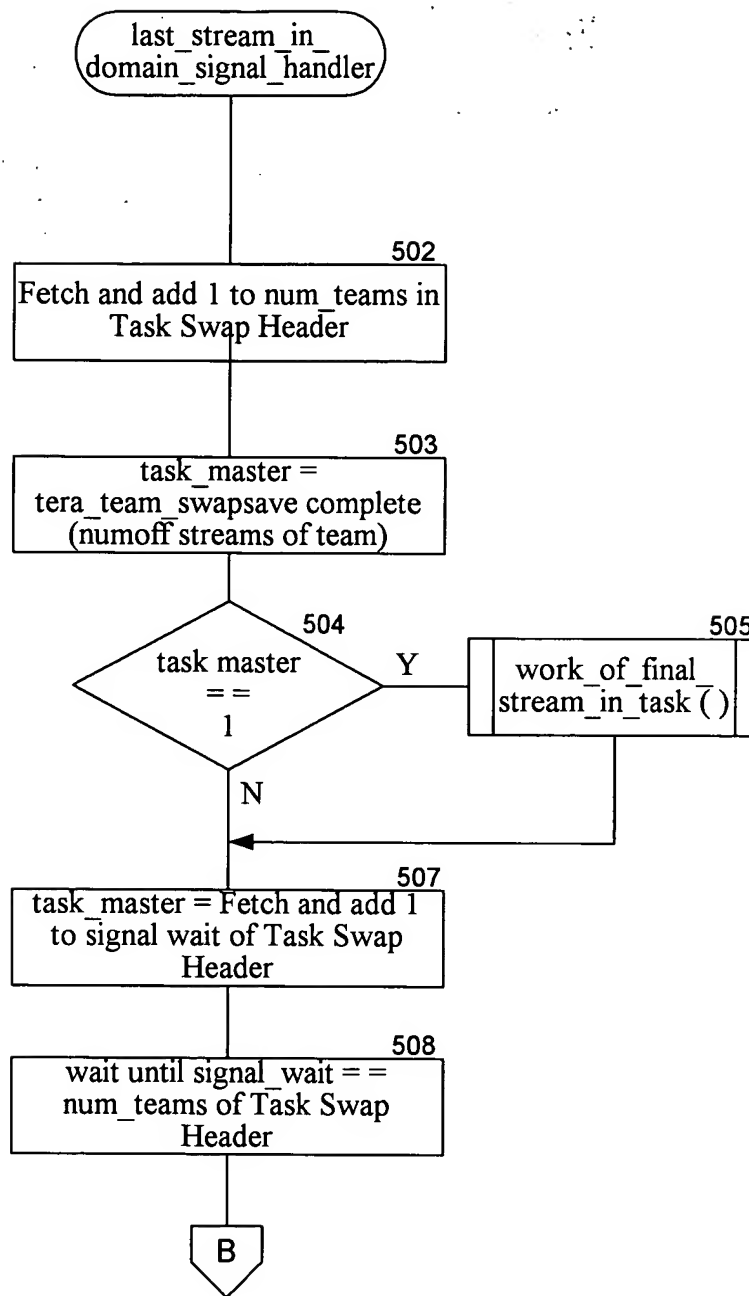 last_stream_in_
domain_signal_handler
502
Fetch and add 1 to num_teams in
Task Swap Header
503
task_master =
tera_team_swapsave complete
(numoff streams of team)
504
task master
= =
1
Y
505
work_of_final_
stream_in_task ( )
N
507
task_master = Fetch and add 1
to signal wait of Task Swap
Header
508
wait until signal_wait = =
num_teams of Task Swap
Header
B